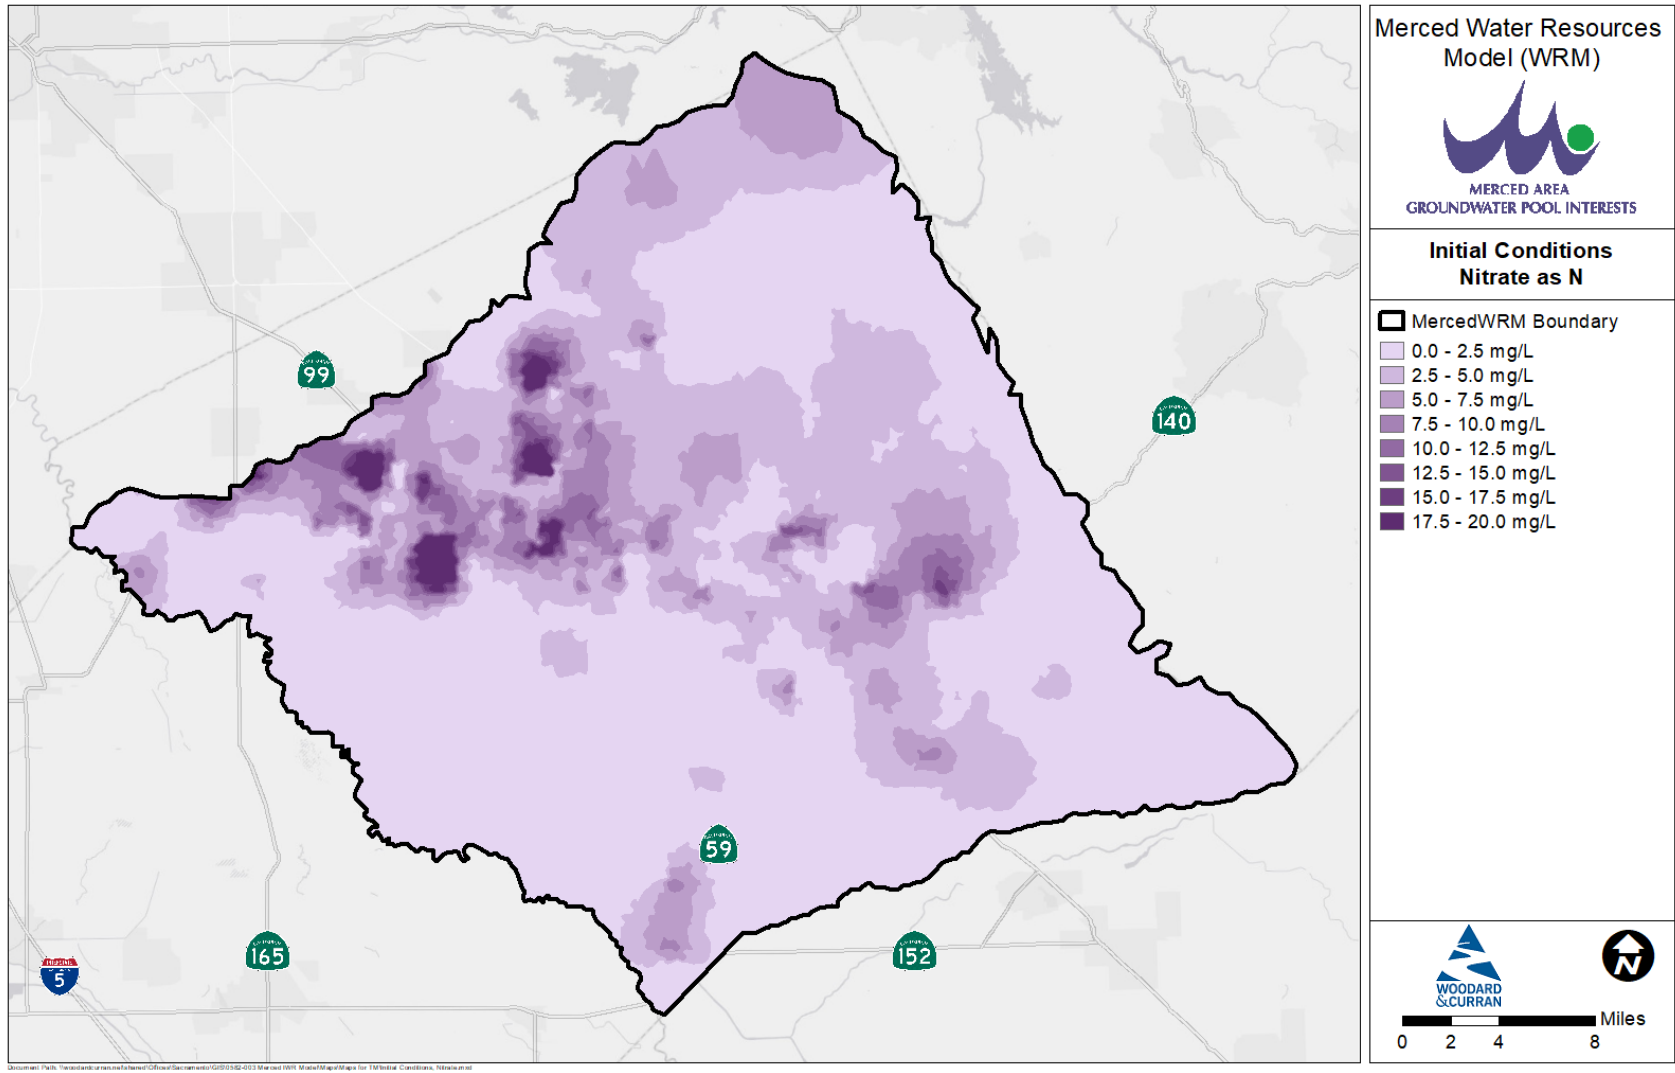 Merced Water Resources
Model (WRM)
MERCED AREA
GROUNDWATER POOL INTERESTS
Initial Conditions
Nitrate as N
MercedWRM Boundary
0.0 - 2.5 mg/L
2.5 - 5.0 mg/L
5.0 - 7.5 mg/L
7.5 - 10.0 mg/L
10.0 - 12.5 mg/L
12.5 - 15.0 mg/L
15.0 - 17.5 mg/L
17.5 - 20.0 mg/L
99
140
59
165
152
5
WOODARD
&CURRAN
N
Miles
0 2 4 8